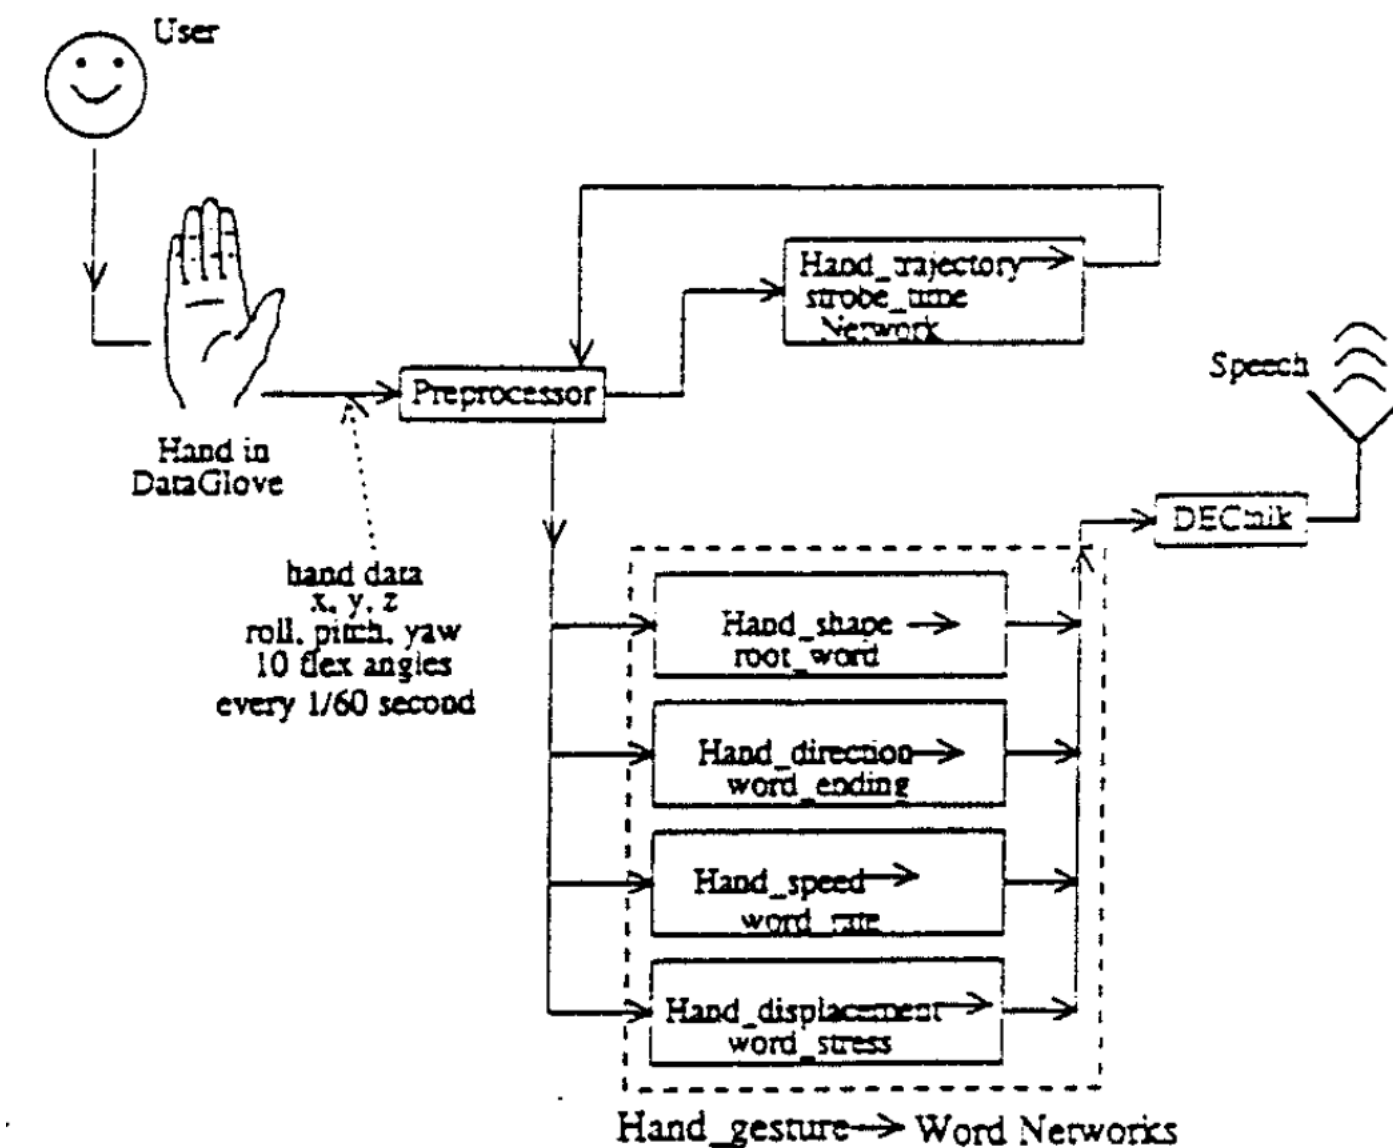 User
Hand_trajectory →
strobe_time
Network
Speech
Preprocessor
Hand in
DataGlove
DECtalk
hand data
x, y, z
roll, pitch, yaw
10 flex angles
every 1/60 second
Hand_shape →
root_word
Hand_direction →
word_ending
Hand_speed →
word_rate
Hand_displacement →
word_stress
Hand_gesture → Word Networks